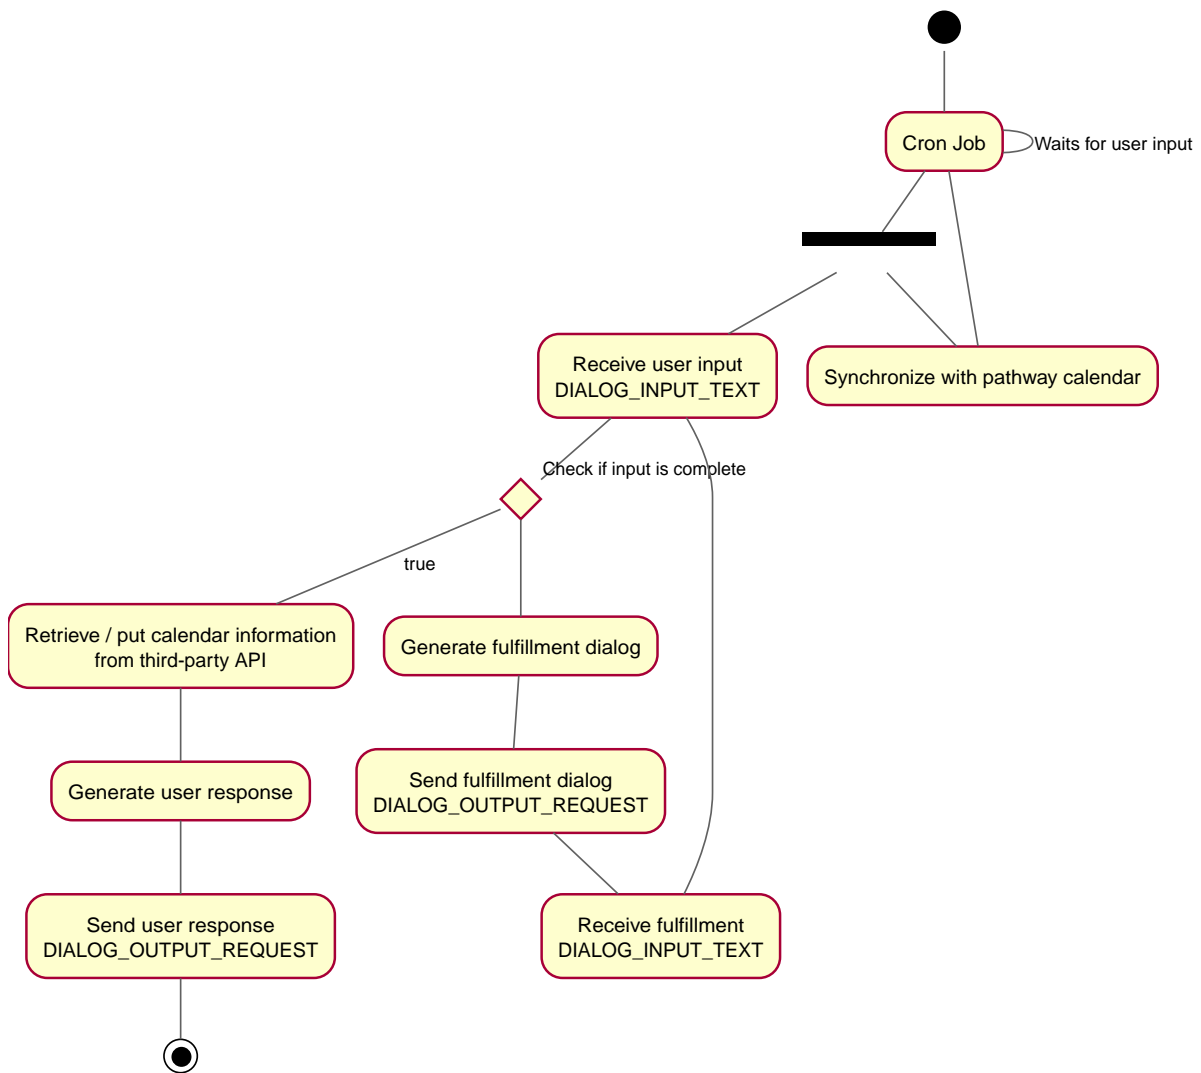 Cron Job
Waits for user input
Receive user input
DIALOG_INPUT_TEXT
Synchronize with pathway calendar
Check if input is complete
true
Retrieve / put calendar information
from third-party API
Generate fulfillment dialog
Generate user response
Send fulfillment dialog
DIALOG_OUTPUT_REQUEST
Send user response
DIALOG_OUTPUT_REQUEST
Receive fulfillment
DIALOG_INPUT_TEXT